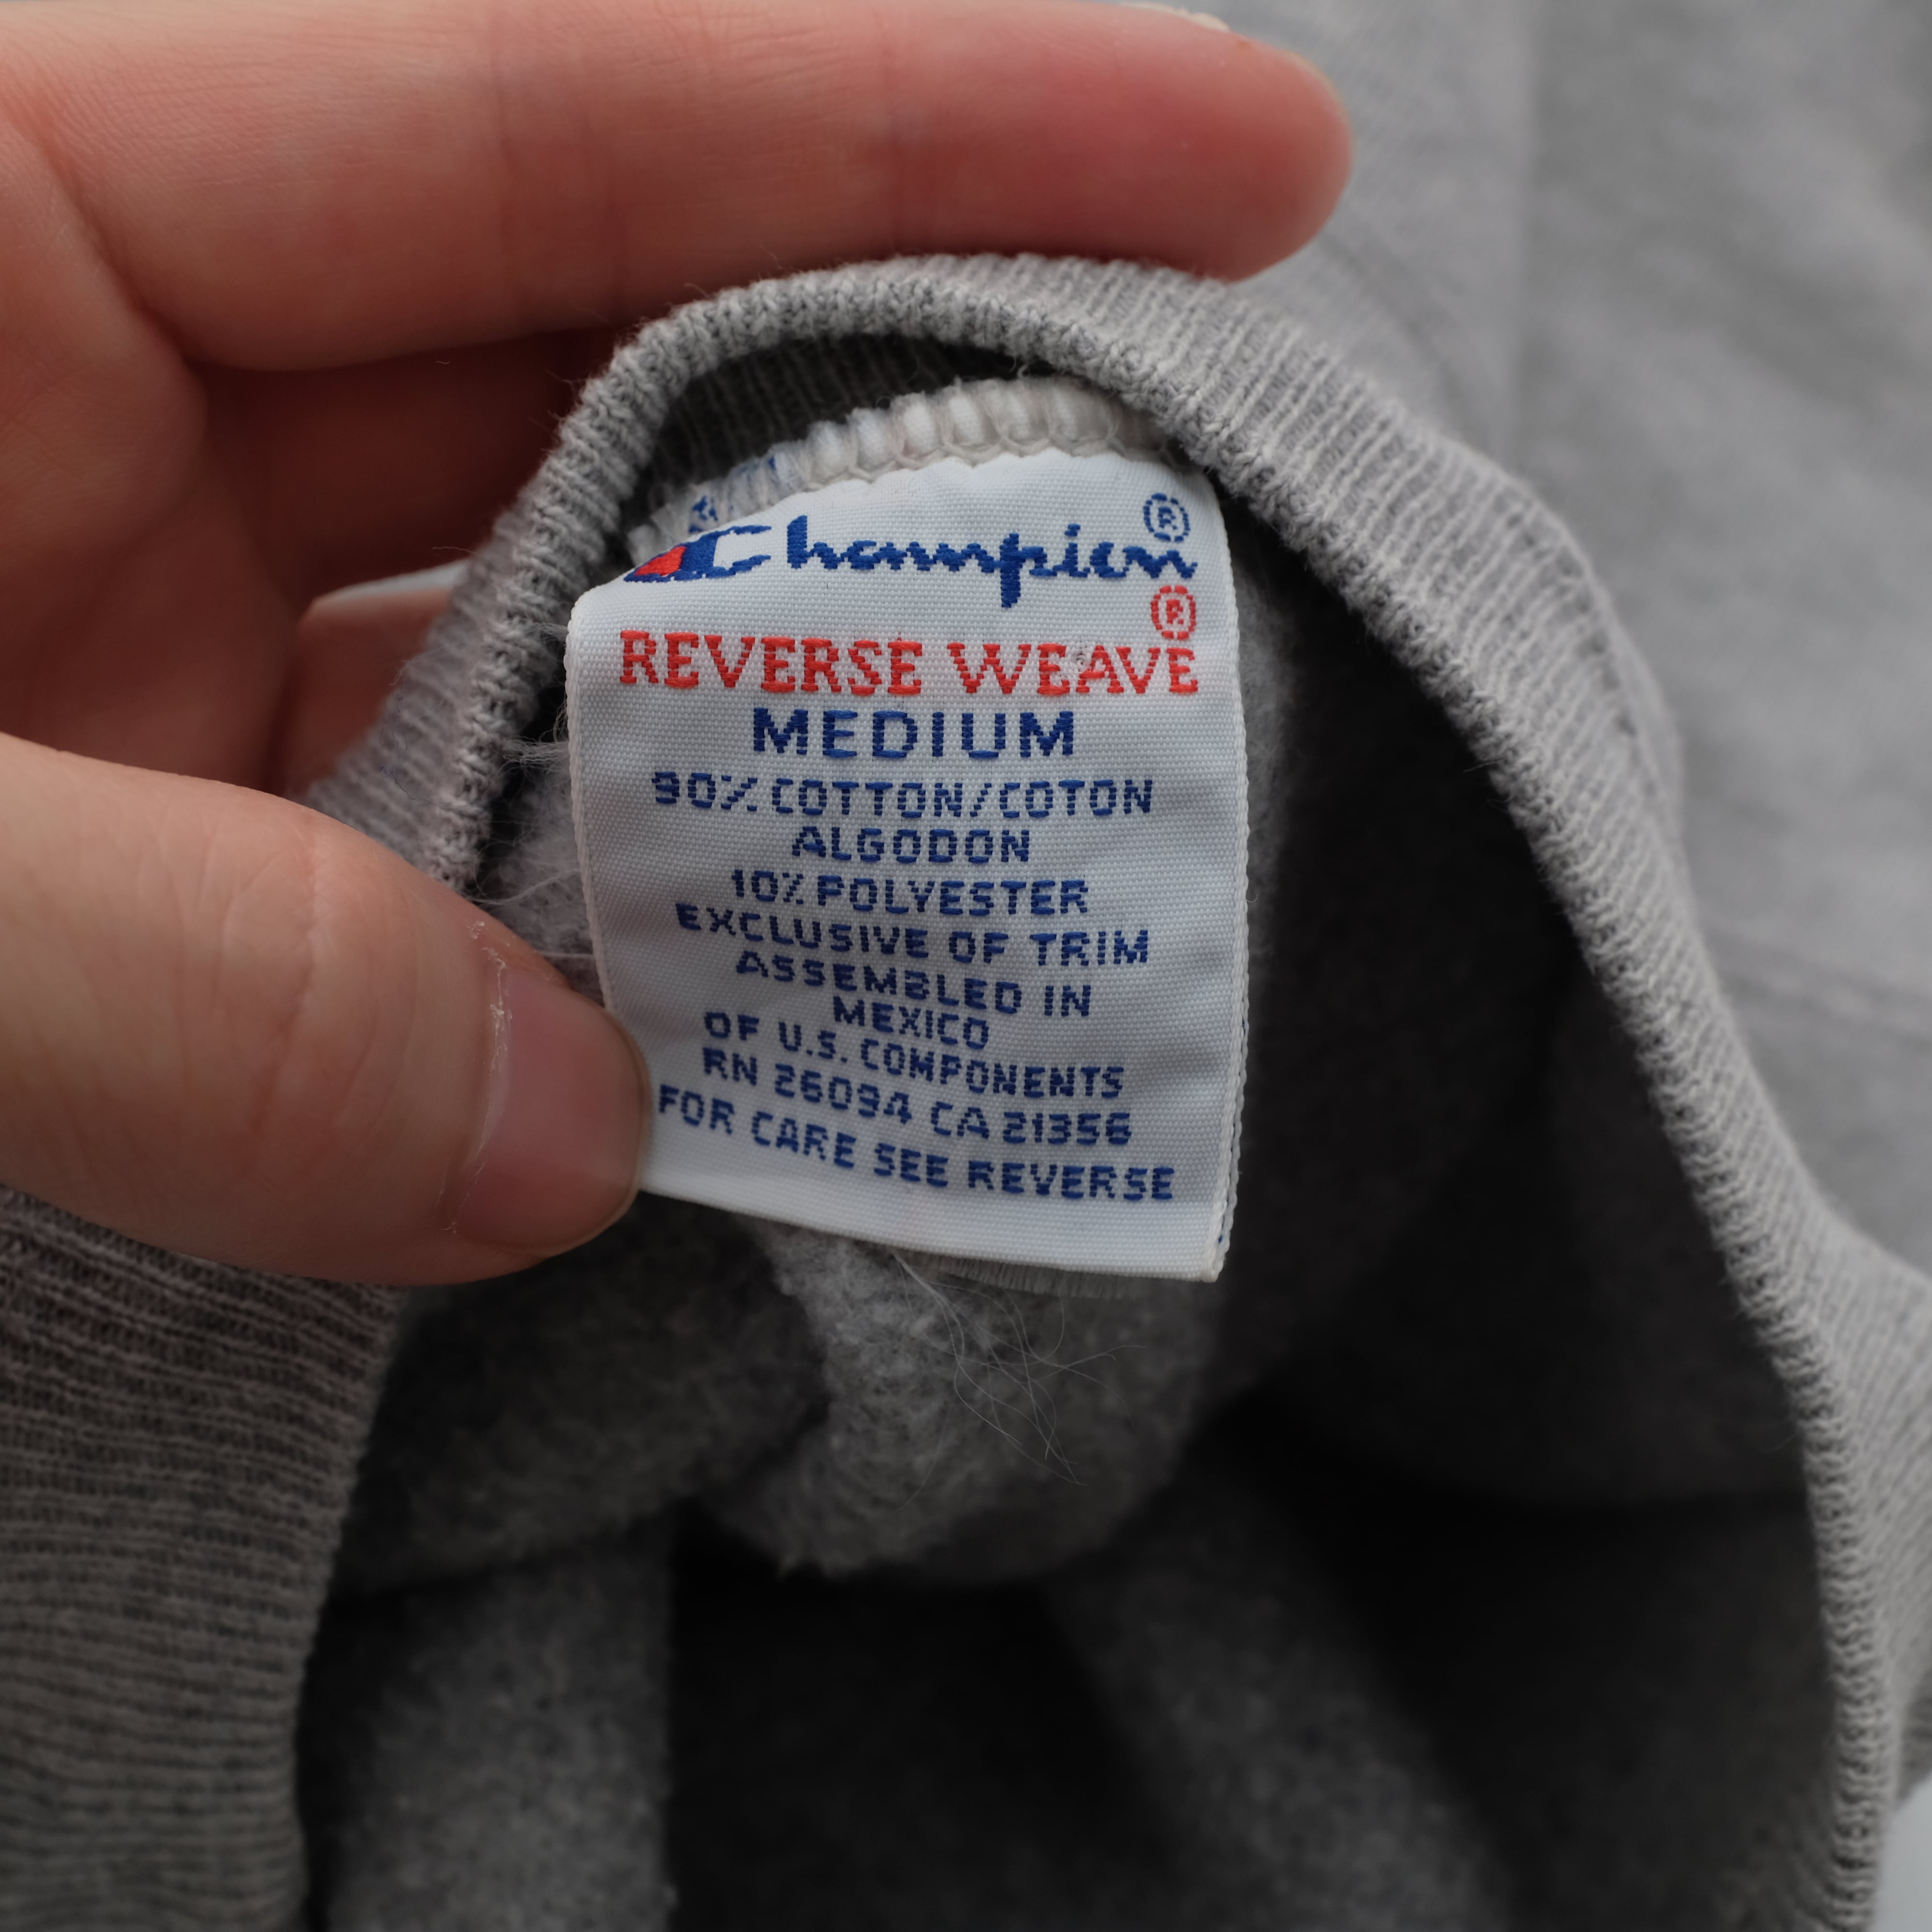 Champion®
REVERSE WEAVE®
MEDIUM
90% COTTON/COTON
ALGODON
10% POLYESTER
EXCLUSIVE OF TRIM
ASSEMBLED IN
MEXICO
OF U.S. COMPONENTS
RN 26094 CA 21356
FOR CARE SEE REVERSE